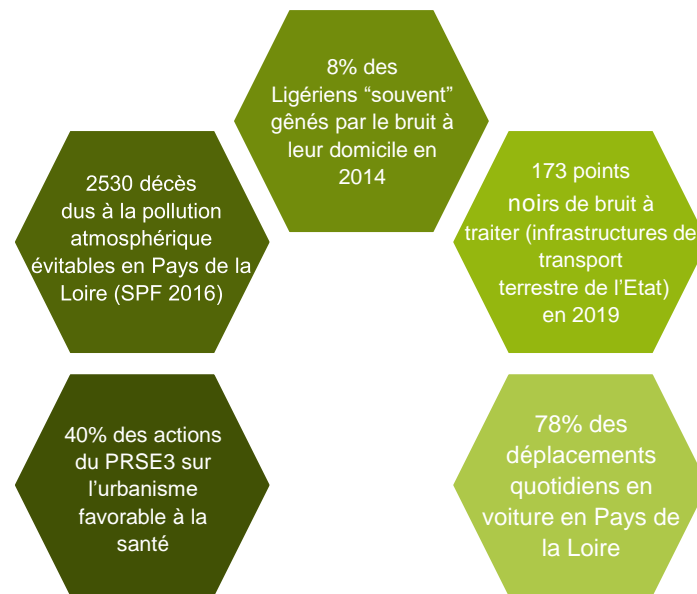 8% des
Ligériens “souvent”
gênés par le bruit à
leur domicile en
2014
2530 décès
dus à la pollution
atmosphérique
évitables en Pays de la
Loire (SPF 2016)
173 points
noirs de bruit à
traiter (infrastructures de
transport
terrestre de l’Etat)
en 2019
40% des actions
du PRSE3 sur
l’urbanisme
favorable à la
santé
78% des
déplacements
quotidiens en
voiture en Pays de
la Loire